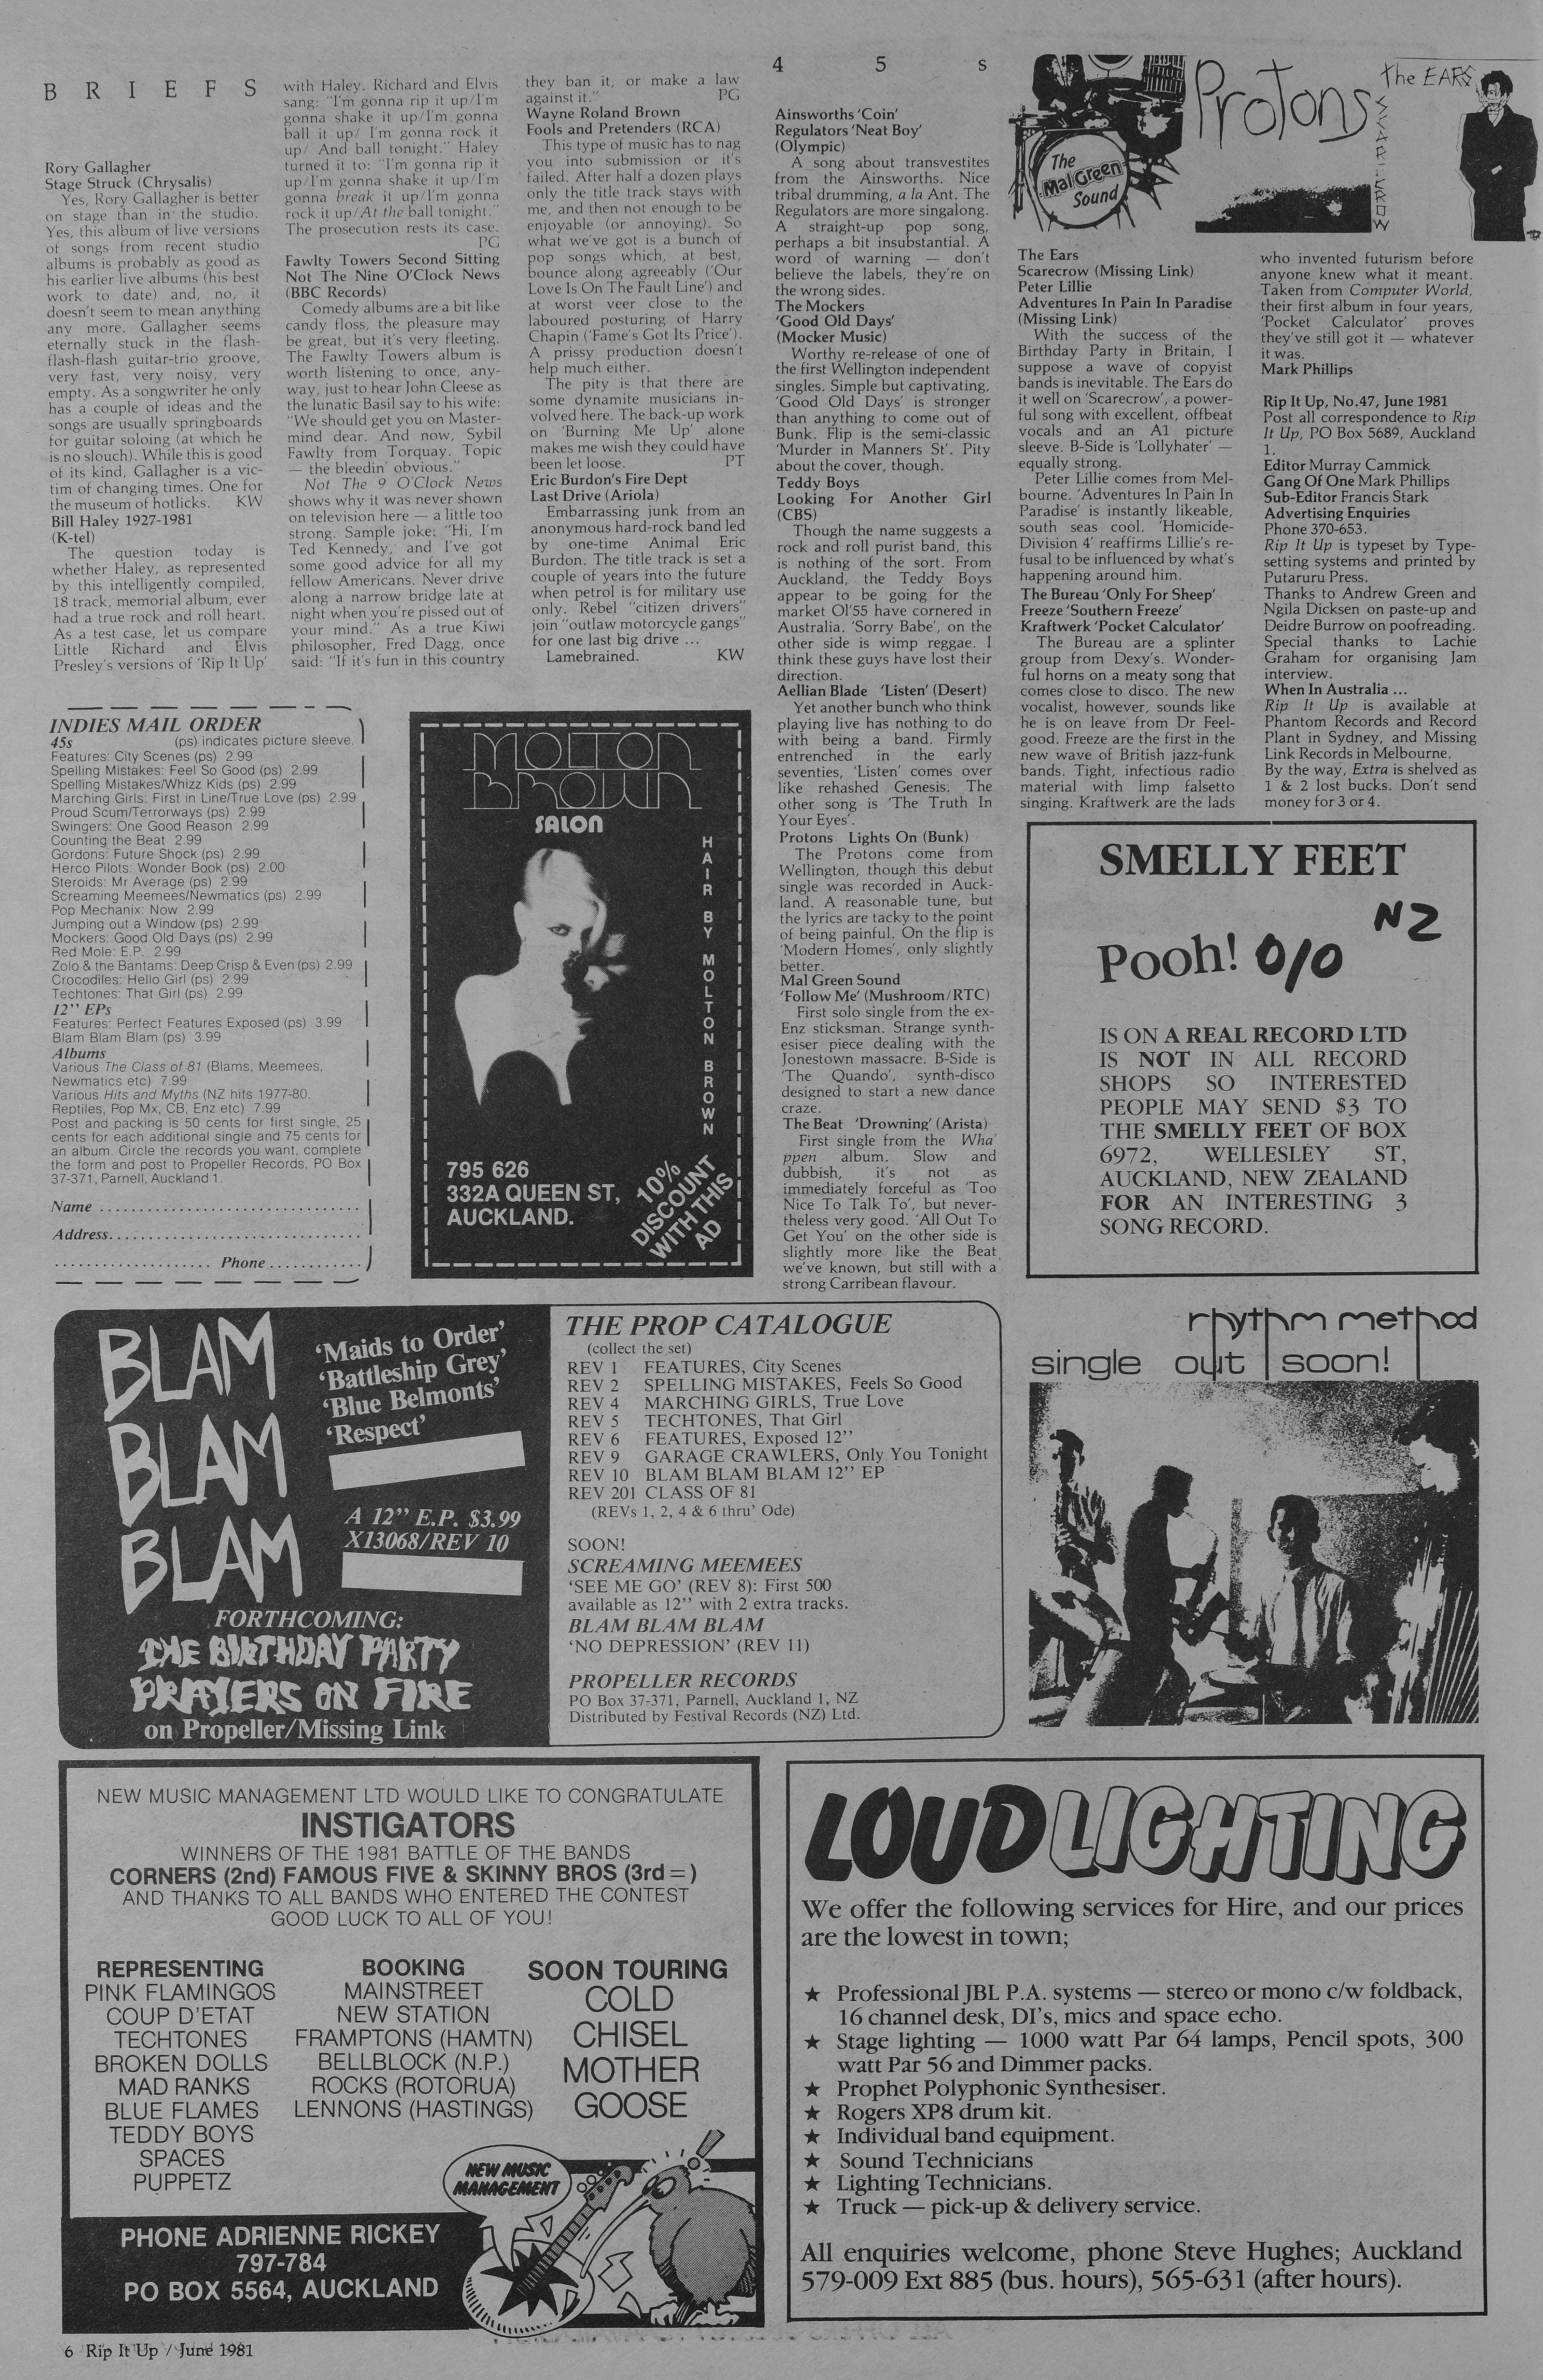 B R I E F S
Rory Gallagher
Stage Struck (Chrysalis)
Yes, Rory Gallagher is better
on stage than in the studio.
Yes, this album of live versions
of songs from recent studio
albums is probably as good as
his earlier live albums (his best
work to date) and, no, it
doesn't seem to mean anything
any more. Gallagher seems
eternally stuck in the flash-
flash-flash guitar-trio groove,
very fast, very noisy, very
empty. As a songwriter he only
has a couple of ideas and the
songs are usually springboards
for guitar soloing (at which he
is no slouch). While this is good
of its kind, Gallagher is a vic-
tim of changing times. One for
the museum of hotlicks. KW
Bill Haley 1927-1981
(K-tel)
The question today is
whether Haley, as represented
by this intelligently compiled,
18 track, memorial album, ever
had a true rock and roll heart.
As a test case, let us compare
Little Richard and Elvis
Presley's versions of 'Rip It Up'
with Haley. Richard and Elvis
sang: "I'm gonna rip it up/I'm
gonna shake it up/I'm gonna
ball it up/ I'm gonna rock it
up/ And ball tonight." Haley
turned it to: "I'm gonna rip it
up/I'm gonna shake it up/I'm
gonna break it up/I'm gonna
rock it up/At the ball tonight."
The prosecution rests its case.
PG
Fawlty Towers Second Sitting
Not The Nine O'Clock News
(BBC Records)
Comedy albums are a bit like
candy floss, the pleasure may
be great, but it's very fleeting.
The Fawlty Towers album is
worth listening to once, any-
way, just to hear John Cleese as
the lunatic Basil say to his wife:
"We should get you on Master-
mind dear. And now, Sybil
Fawlty from Torquay. Topic
— the bleedin' obvious."
Not The 9 O'Clock News
shows why it was never shown
on television here — a little too
strong. Sample joke: "Hi, I'm
Ted Kennedy, and I've got
some good advice for all my
fellow Americans. Never drive
along a narrow bridge late at
night when you're pissed out of
your mind." As a true Kiwi
philosopher, Fred Dagg, once
said: "If it's fun in this country
they ban it, or make a law
against it." PG
Wayne Roland Brown
Fools and Pretenders (RCA)
This type of music has to nag
you into submission or it's
failed. After half a dozen plays
only the title track stays with
me, and then not enough to be
enjoyable (or annoying). So
what we've got is a bunch of
pop songs which, at best,
bounce along agreeably ('Our
Love Is On The Fault Line') and
at worst veer close to the
laboured posturing of Harry
Chapin ('Fame's Got Its Price').
A prissy production doesn't
help much either.
The pity is that there are
some dynamite musicians in-
volved here. The back-up work
on 'Burning Me Up' alone
makes me wish they could have
been let loose. PT
Eric Burdon's Fire Dept
Last Drive (Ariola)
Embarrassing junk from an
anonymous hard-rock band led
by one-time Animal Eric
Burdon. The title track is set a
couple of years into the future
when petrol is for military use
only. Rebel "citizen drivers"
join "outlaw motorcycle gangs"
for one last big drive ...
Lamebrained. KW
4 5 s
Ainsworths 'Coin'
Regulators 'Neat Boy'
(Olympic)
A song about transvestites
from the Ainsworths. Nice
tribal drumming, a la Ant. The
Regulators are more singalong.
A straight-up pop song,
perhaps a bit insubstantial. A
word of warning — don't
believe the labels, they're on
the wrong sides.
The Mockers
'Good Old Days'
(Mocker Music)
Worthy re-release of one of
the first Wellington independent
singles. Simple but captivating,
'Good Old Days' is stronger
than anything to come out of
Bunk. Flip is the semi-classic
'Murder in Manners St'. Pity
about the cover, though.
Teddy Boys
Looking For Another Girl
(CBS)
Though the name suggests a
rock and roll purist band, this
is nothing of the sort. From
Auckland, the Teddy Boys
appear to be going for the
market Ol'55 have cornered in
Australia. 'Sorry Babe', on the
other side is wimp reggae. I
think these guys have lost their
direction.
Aellian Blade 'Listen' (Desert)
Yet another bunch who think
playing live has nothing to do
with being a band. Firmly
entrenched in the early
seventies, 'Listen' comes over
like rehashed Genesis. The
other song is 'The Truth In
Your Eyes'.
Protons Lights On (Bunk)
The Protons come from
Wellington, though this debut
single was recorded in Auck-
land. A reasonable tune, but
the lyrics are tacky to the point
of being painful. On the flip is
'Modern Homes', only slightly
better.
Mal Green Sound
'Follow Me' (Mushroom/RTC)
First solo single from the ex-
Enz sticksman. Strange synth-
esiser piece dealing with the
Jonestown massacre. B-Side is
'The Quando', synth-disco
designed to start a new dance
craze.
The Beat 'Drowning' (Arista)
First single from the Wha'
ppen album. Slow and
dubbish, it's not as
immediately forceful as 'Too
Nice To Talk To', but never-
theless very good. 'All Out To
Get You' on the other side is
slightly more like the Beat
we've known, but still with a
strong Carribean flavour.
The
Mal Green
Sound
Protons
the EARS
SCARECROW
The Ears
Scarecrow (Missing Link)
Peter Lillie
Adventures In Pain In Paradise
(Missing Link)
With the success of the
Birthday Party in Britain, I
suppose a wave of copyist
bands is inevitable. The Ears do
it well on 'Scarecrow', a power-
ful song with excellent, offbeat
vocals and an A1 picture
sleeve. B-Side is 'Lollyhater' —
equally strong.
Peter Lillie comes from Mel-
bourne. 'Adventures In Pain In
Paradise' is instantly likeable,
south seas cool. 'Homicide-
Division 4' reaffirms Lillie's re-
fusal to be influenced by what's
happening around him.
The Bureau 'Only For Sheep'
Freeze 'Southern Freeze'
Kraftwerk 'Pocket Calculator'
The Bureau are a splinter
group from Dexy's. Wonder-
ful horns on a meaty song that
comes close to disco. The new
vocalist, however, sounds like
he is on leave from Dr Feel-
good. Freeze are the first in the
new wave of British jazz-funk
bands. Tight, infectious radio
material with limp falsetto
singing. Kraftwerk are the lads
who invented futurism before
anyone knew what it meant.
Taken from Computer World,
their first album in four years,
'Pocket Calculator' proves
they've still got it — whatever
it was.
Mark Phillips
Rip It Up, No.47, June 1981
Post all correspondence to Rip
It Up, PO Box 5689, Auckland
1.
Editor Murray Cammick
Gang Of One Mark Phillips
Sub-Editor Francis Stark
Advertising Enquiries
Phone 370-653.
Rip It Up is typeset by Type-
setting systems and printed by
Putaruru Press.
Thanks to Andrew Green and
Ngila Dicksen on paste-up and
Deidre Burrow on poofreading.
Special thanks to Lachie
Graham for organising Jam
interview.
When In Australia ...
Rip It Up is available at
Phantom Records and Record
Plant in Sydney, and Missing
Link Records in Melbourne.
By the way, Extra is shelved as
1 & 2 lost bucks. Don't send
money for 3 or 4.
INDIES MAIL ORDER
45s (ps) indicates picture sleeve.
Features: City Scenes (ps) 2.99
Spelling Mistakes: Feel So Good (ps) 2.99
Spelling Mistakes/Whizz Kids (ps) 2.99
Marching Girls: First in Line/True Love (ps) 2.99
Proud Scum/Terrorways (ps) 2.99
Swingers: One Good Reason 2.99
Counting the Beat 2.99
Gordons: Future Shock (ps) 2.99
Herco Pilots: Wonder Book (ps) 2.00
Steroids: Mr Average (ps) 2.99
Screaming Meemees/Newmatics (ps) 2.99
Pop Mechanix: Now 2.99
Jumping out a Window (ps) 2.99
Mockers: Good Old Days (ps) 2.99
Red Mole: E.P. 2.99
Zolo & the Bantams: Deep Crisp & Even (ps) 2.99
Crocodiles: Hello Girl (ps) 2.99
Techtones: That Girl (ps) 2.99
12" EPs
Features: Perfect Features Exposed (ps) 3.99
Blam Blam Blam (ps) 3.99
Albums
Various The Class of 81 (Blams, Meemees,
Newmatics etc) 7.99
Various Hits and Myths (NZ hits 1977-80,
Reptiles, Pop Mx, CB, Enz etc) 7.99
Post and packing is 50 cents for first single, 25
cents for each additional single and 75 cents for
an album. Circle the records you want, complete
the form and post to Propeller Records, PO Box
37-371, Parnell, Auckland 1.
Name
Address
Phone
MOLTON
BROWN
SALON
HAIR BY MOLTON BROWN
795 626
332A QUEEN ST,
AUCKLAND.
10%
DISCOUNT
WITH THIS
AD
SMELLY FEET
NZ
Pooh! 0/0
IS ON A REAL RECORD LTD
IS NOT IN ALL RECORD
SHOPS SO INTERESTED
PEOPLE MAY SEND $3 TO
THE SMELLY FEET OF BOX
6972, WELLESLEY ST,
AUCKLAND, NEW ZEALAND
FOR AN INTERESTING 3
SONG RECORD.
BLAM
BLAM
BLAM
'Maids to Order'
'Battleship Grey'
'Blue Belmonts'
'Respect'
A 12" E.P. $3.99
X13068/REV 10
FORTHCOMING:
THE BIRTHDAY PARTY
PRAYERS ON FIRE
on Propeller/Missing Link
THE PROP CATALOGUE
(collect the set)
REV 1 FEATURES, City Scenes
REV 2 SPELLING MISTAKES, Feels So Good
REV 4 MARCHING GIRLS, True Love
REV 5 TECHTONES, That Girl
REV 6 FEATURES, Exposed 12"
REV 9 GARAGE CRAWLERS, Only You Tonight
REV 10 BLAM BLAM BLAM 12" EP
REV 201 CLASS OF 81
(REVs 1, 2, 4 & 6 thru' Ode)
SOON!
SCREAMING MEEMEES
'SEE ME GO' (REV 8): First 500
available as 12" with 2 extra tracks.
BLAM BLAM BLAM
'NO DEPRESSION' (REV 11)
PROPELLER RECORDS
PO Box 37-371, Parnell, Auckland 1, NZ
Distributed by Festival Records (NZ) Ltd.
rhythm method
single out soon!
NEW MUSIC MANAGEMENT LTD WOULD LIKE TO CONGRATULATE
INSTIGATORS
WINNERS OF THE 1981 BATTLE OF THE BANDS
CORNERS (2nd) FAMOUS FIVE & SKINNY BROS (3rd =)
AND THANKS TO ALL BANDS WHO ENTERED THE CONTEST
GOOD LUCK TO ALL OF YOU!
REPRESENTING
PINK FLAMINGOS
COUP D'ETAT
TECHTONES
BROKEN DOLLS
MAD RANKS
BLUE FLAMES
TEDDY BOYS
SPACES
PUPPETZ
BOOKING
MAINSTREET
NEW STATION
FRAMPTONS (HAMTN)
BELLBLOCK (N.P.)
ROCKS (ROTORUA)
LENNONS (HASTINGS)
SOON TOURING
COLD
CHISEL
MOTHER
GOOSE
NEW MUSIC
MANAGEMENT
PHONE ADRIENNE RICKEY
797-784
PO BOX 5564, AUCKLAND
LOUD LIGHTING
We offer the following services for Hire, and our prices
are the lowest in town;
★ Professional JBL P.A. systems — stereo or mono c/w foldback,
16 channel desk, DI's, mics and space echo.
★ Stage lighting — 1000 watt Par 64 lamps, Pencil spots, 300
watt Par 56 and Dimmer packs.
★ Prophet Polyphonic Synthesiser.
★ Rogers XP8 drum kit.
★ Individual band equipment.
★ Sound Technicians
★ Lighting Technicians.
★ Truck — pick-up & delivery service.
All enquiries welcome, phone Steve Hughes; Auckland
579-009 Ext 885 (bus. hours), 565-631 (after hours).
6 Rip It Up / June 1981